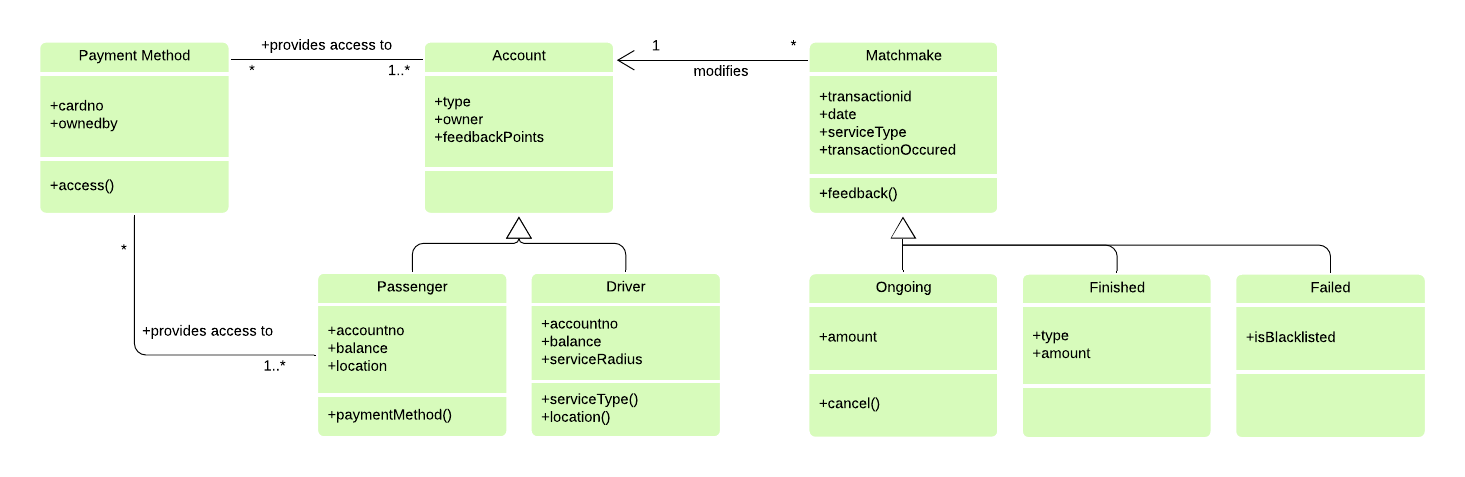 Payment Method
+cardno
+ownedby
+access()
+provides access to
*
1..*
Account
+type
+owner
+feedbackPoints
1
*
modifies
Matchmake
+transactionid
+date
+serviceType
+transactionOccured
+feedback()
*
+provides access to
1..*
Passenger
+accountno
+balance
+location
+paymentMethod()
Driver
+accountno
+balance
+serviceRadius
+serviceType()
+location()
Ongoing
+amount
+cancel()
Finished
+type
+amount
Failed
+isBlacklisted